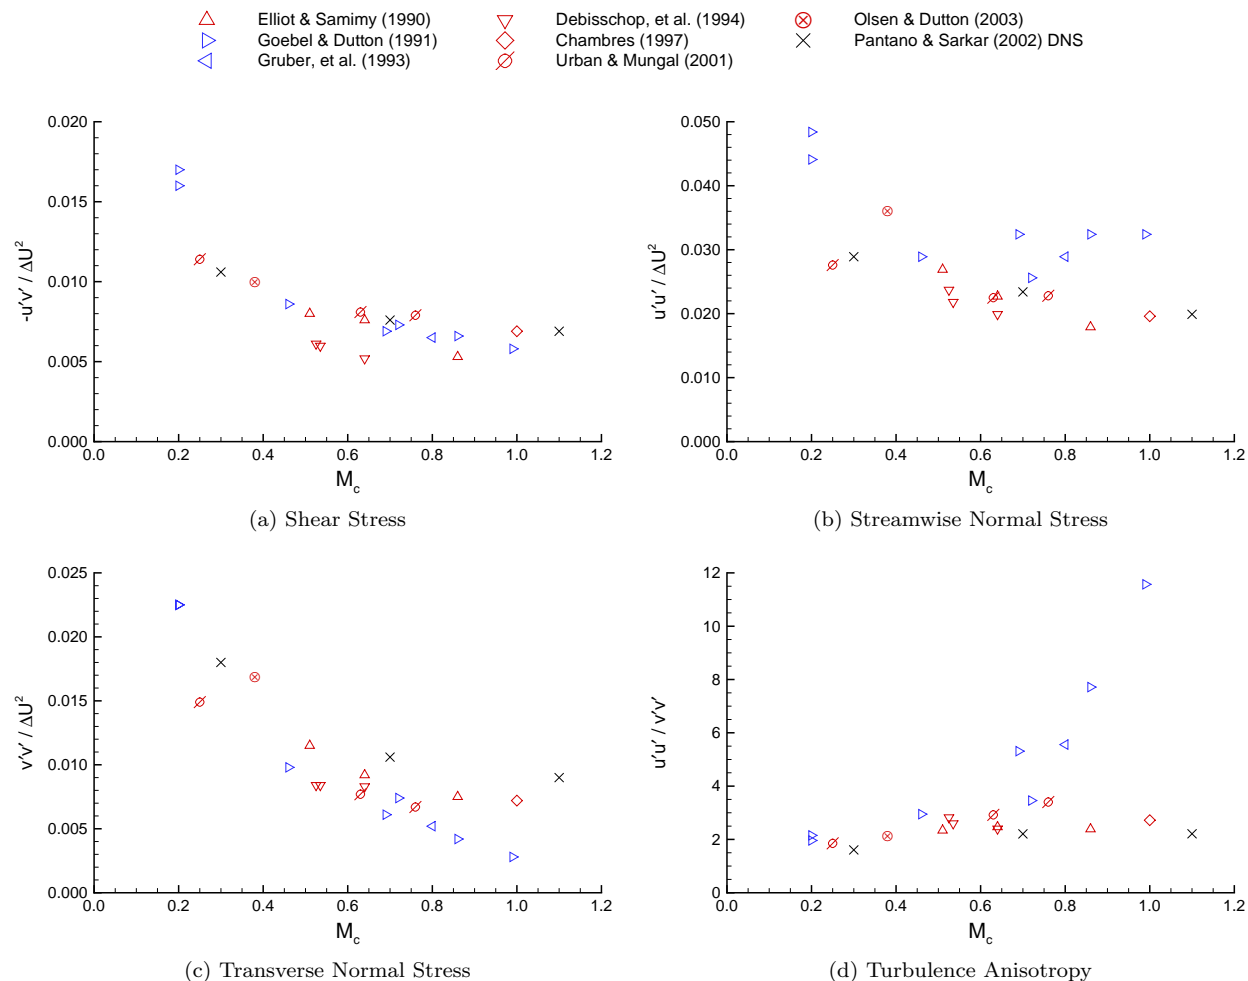 Elliot & Samimy (1990)
Goebel & Dutton (1991)
Gruber, et al. (1993)
Debisschop, et al. (1994)
Chambres (1997)
Urban & Mungal (2001)
Olsen & Dutton (2003)
Pantano & Sarkar (2002) DNS
0.020
0.015
0.010
0.005
0.000
-u'v' / ΔU²
0.0 0.2 0.4 0.6 0.8 1.0 1.2
M_c
(a) Shear Stress
0.050
0.040
0.030
0.020
0.010
0.000
u'u' / ΔU²
0.0 0.2 0.4 0.6 0.8 1.0 1.2
M_c
(b) Streamwise Normal Stress
0.025
0.020
0.015
0.010
0.005
0.000
v'v' / ΔU²
0.0 0.2 0.4 0.6 0.8 1.0 1.2
M_c
(c) Transverse Normal Stress
12
10
8
6
4
2
0
u'u' / v'v'
0.0 0.2 0.4 0.6 0.8 1.0 1.2
M_c
(d) Turbulence Anisotropy